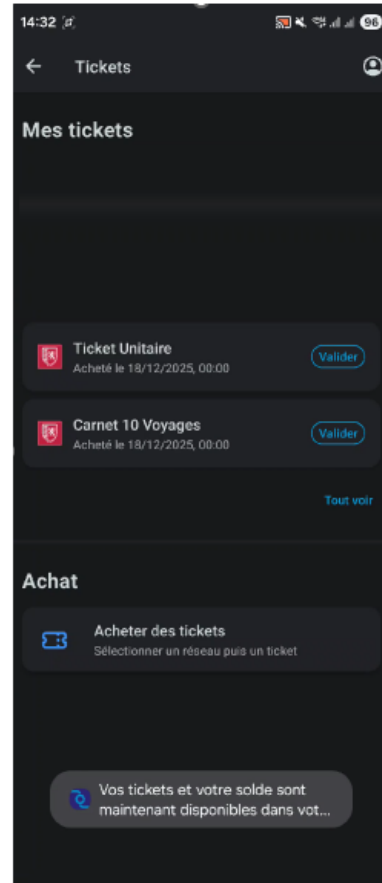 14:32
96
Tickets
Mes tickets
Ticket Unitaire
Acheté le 18/12/2025, 00:00
Valider
Carnet 10 Voyages
Acheté le 18/12/2025, 00:00
Valider
Tout voir
Achat
Acheter des tickets
Sélectionner un réseau puis un ticket
Vos tickets et votre solde sont
maintenant disponibles dans vot...